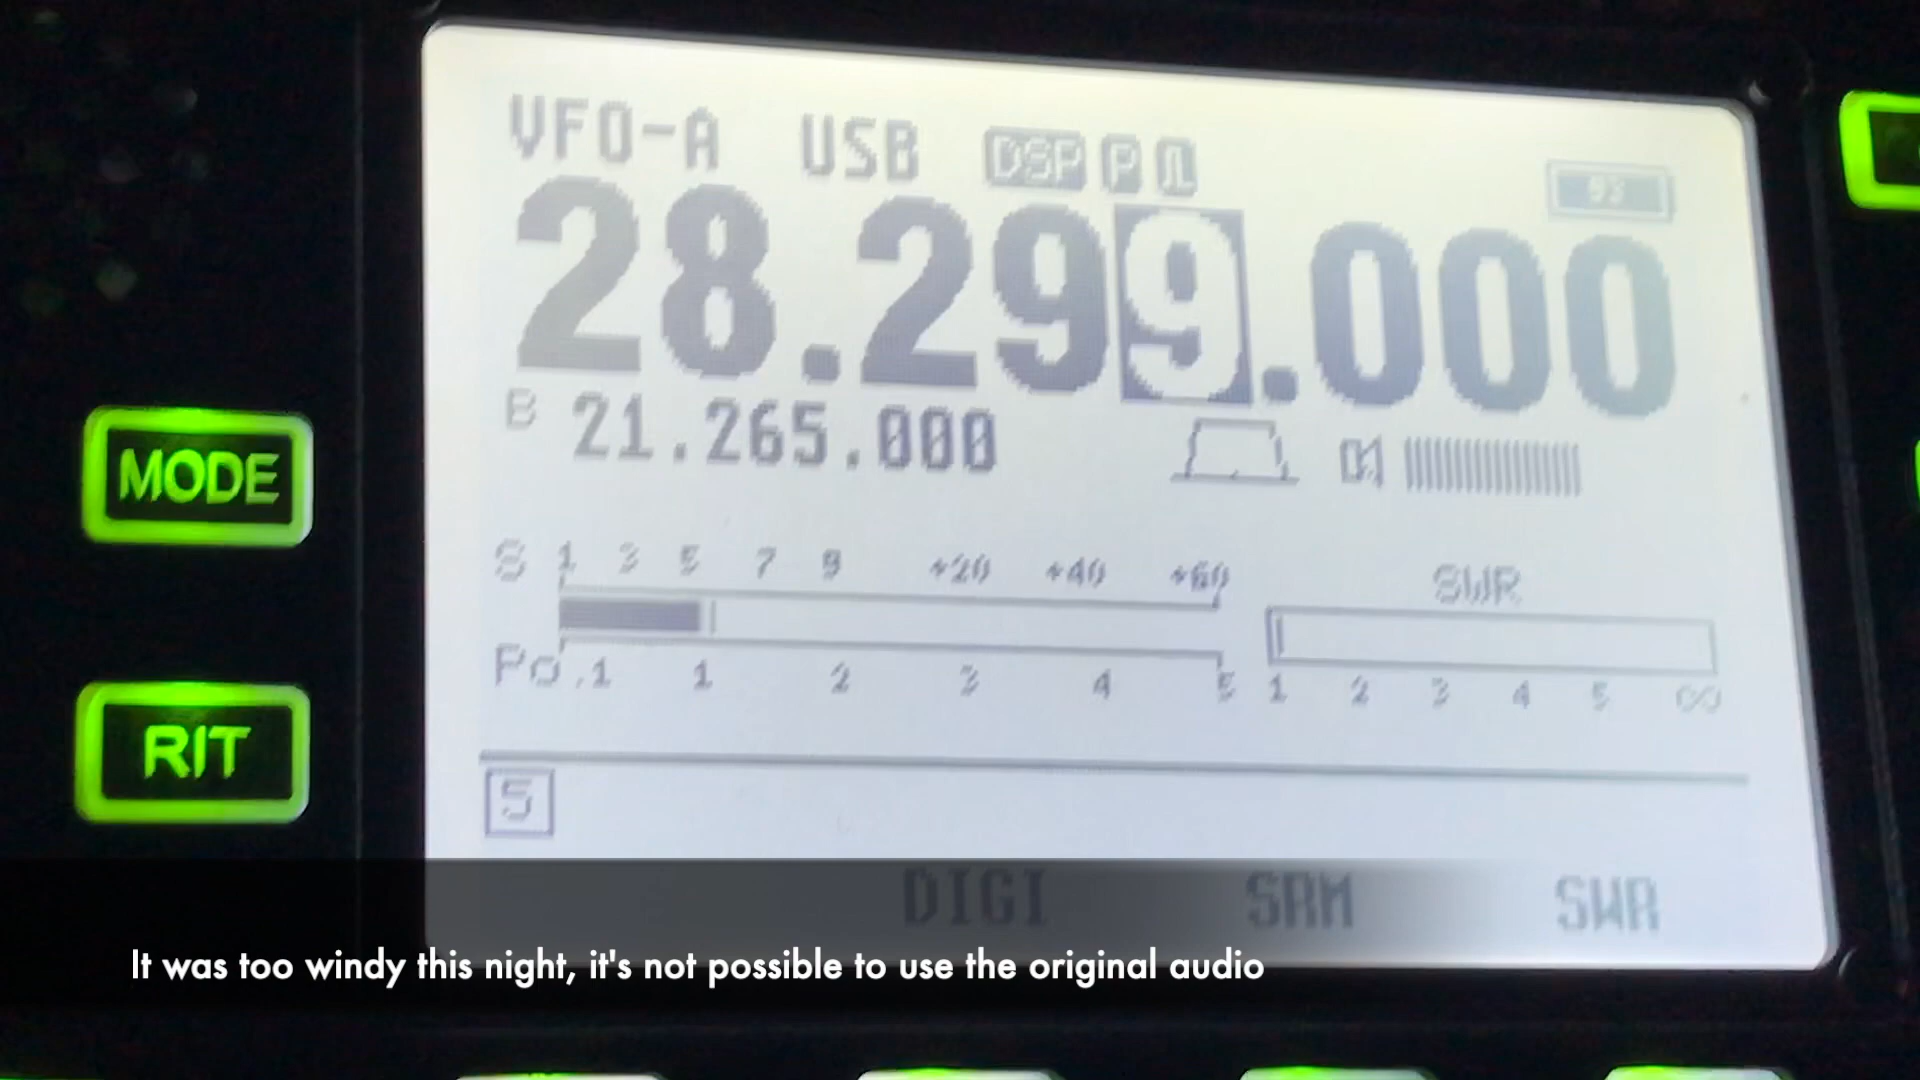 VFO-A USB DSP P
93
28.299.000
B 21.265.000
S 1 3 5 7 9 +20 +40 +60
SWR
Po .1 1 2 3 4 5
1 2 3 4 5 ∞
MODE
RIT
5
DIGI SRM SWR
It was too windy this night, it's not possible to use the original audio